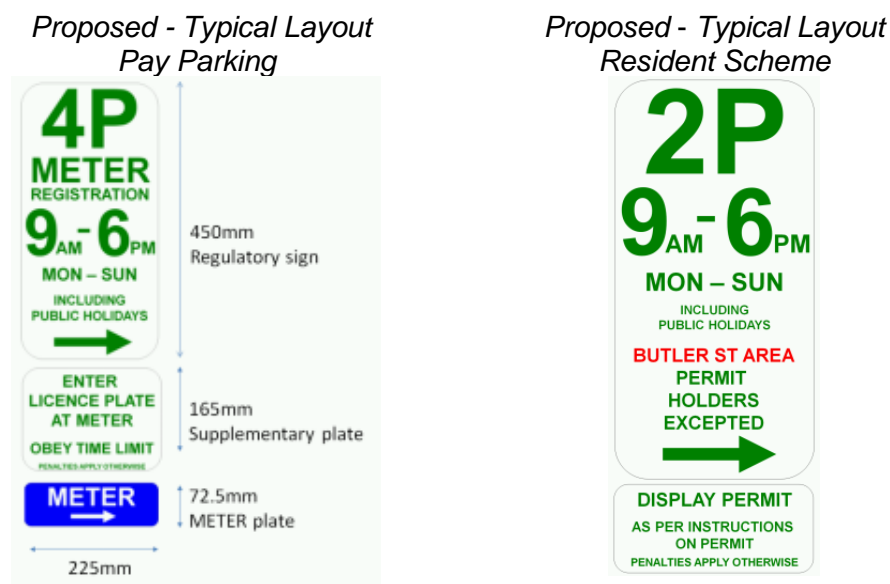 Proposed - Typical Layout
Pay Parking
4P
METER
REGISTRATION
9AM-6PM
MON – SUN
INCLUDING
PUBLIC HOLIDAYS
ENTER
LICENCE PLATE
AT METER
OBEY TIME LIMIT
PENALTIES APPLY OTHERWISE
METER
450mm
Regulatory sign
165mm
Supplementary plate
72.5mm
METER plate
225mm
Proposed - Typical Layout
Resident Scheme
2P
9AM-6PM
MON – SUN
INCLUDING
PUBLIC HOLIDAYS
BUTLER ST AREA
PERMIT
HOLDERS
EXCEPTED
DISPLAY PERMIT
AS PER INSTRUCTIONS
ON PERMIT
PENALTIES APPLY OTHERWISE